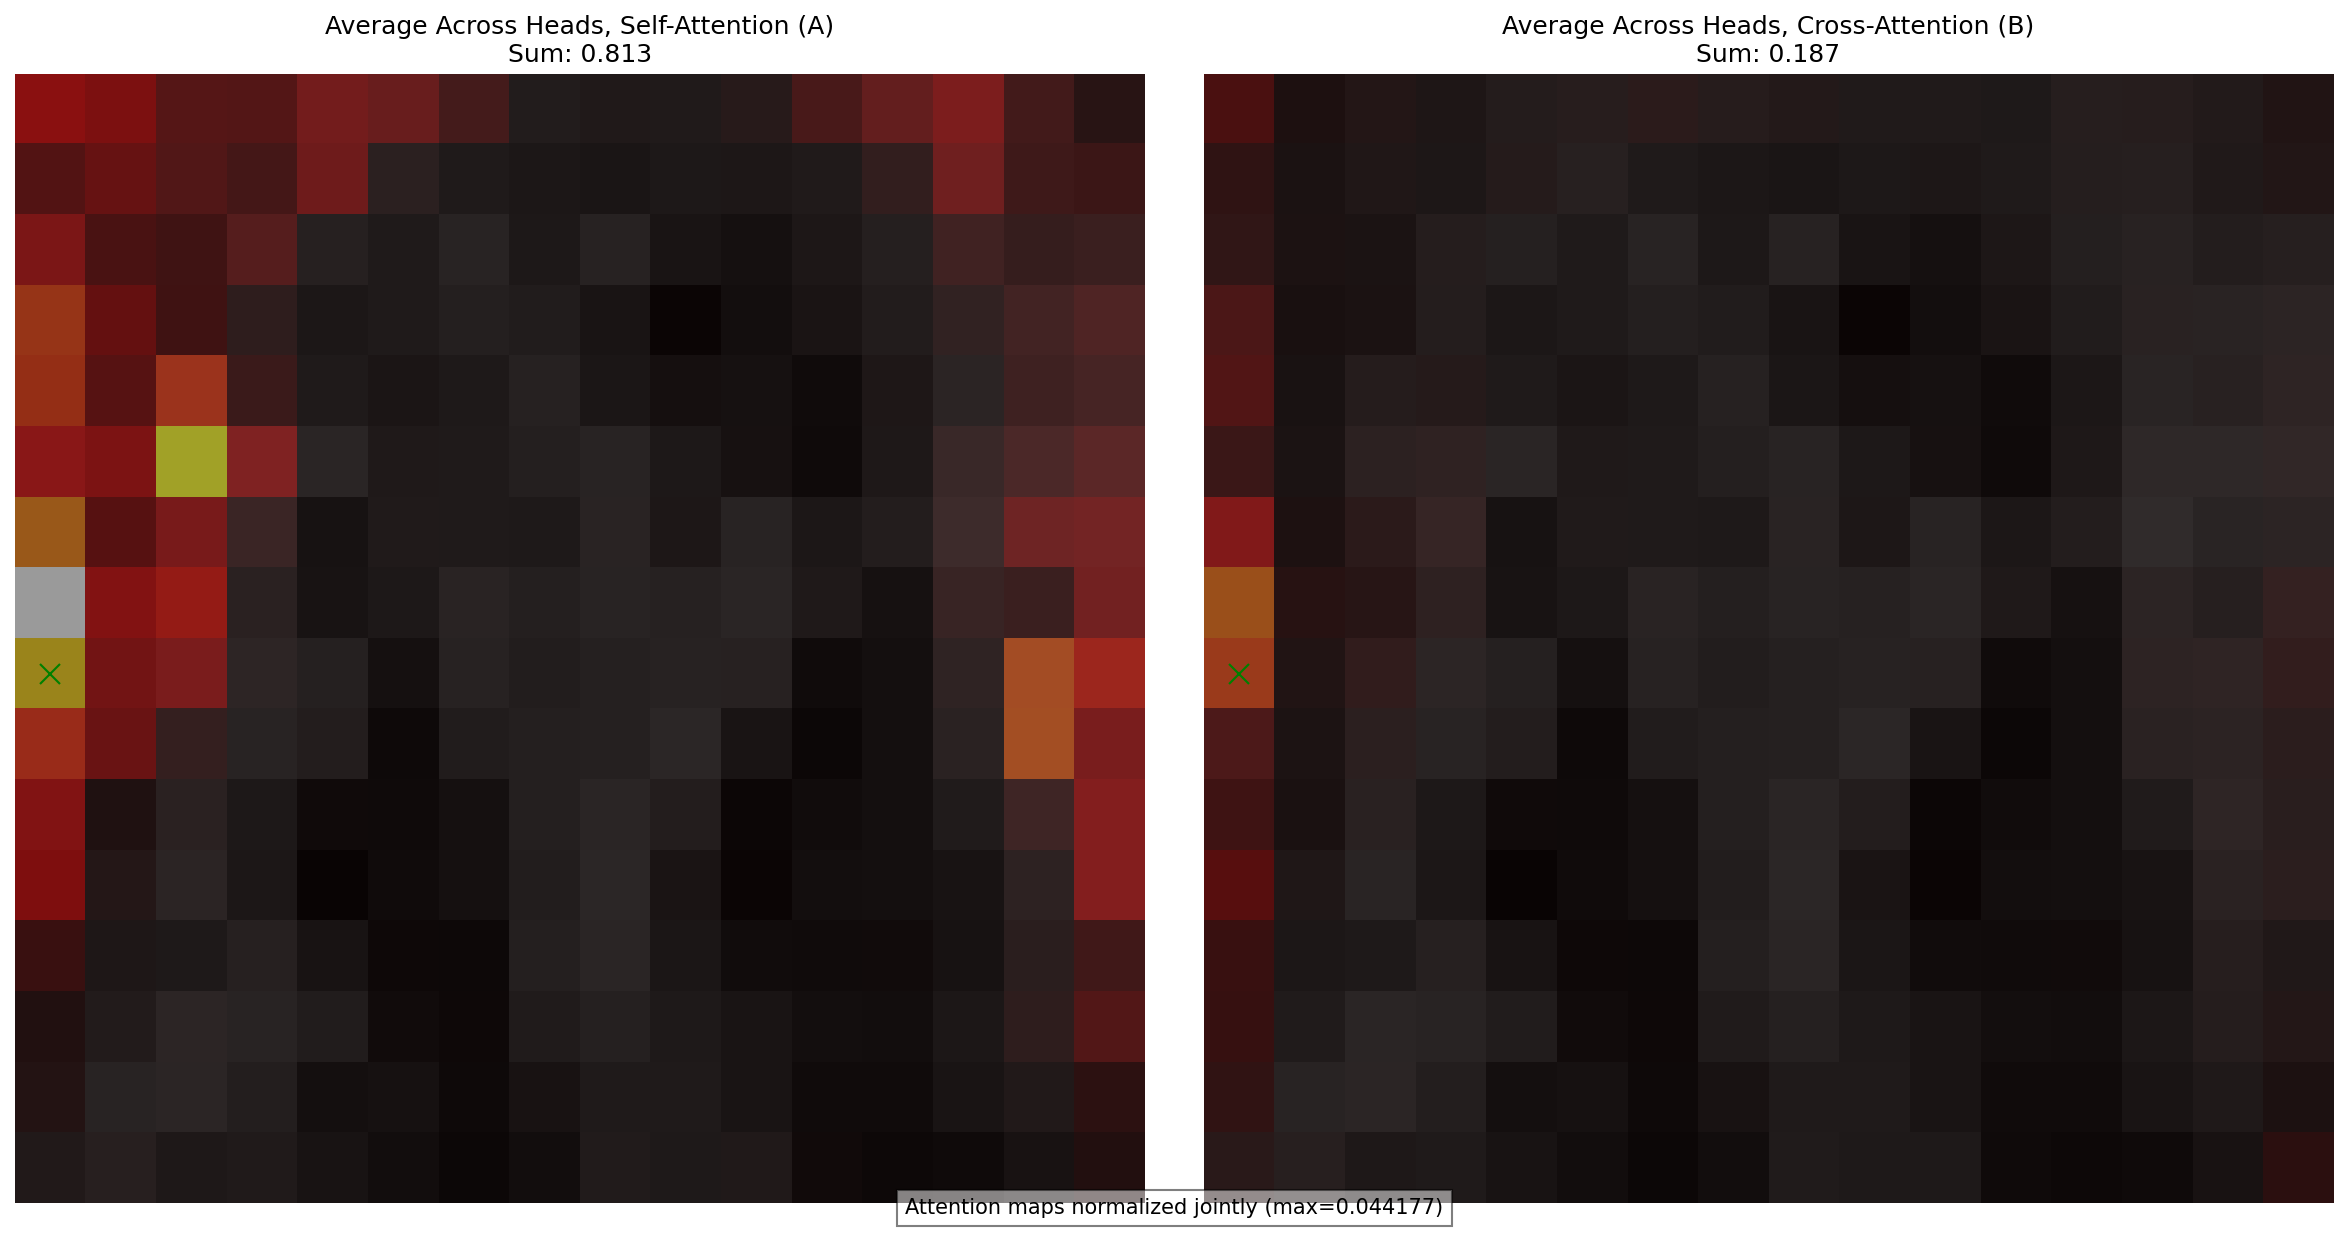 Average Across Heads, Self-Attention (A)
Sum: 0.813
Average Across Heads, Cross-Attention (B)
Sum: 0.187
Attention maps normalized jointly (max=0.044177)